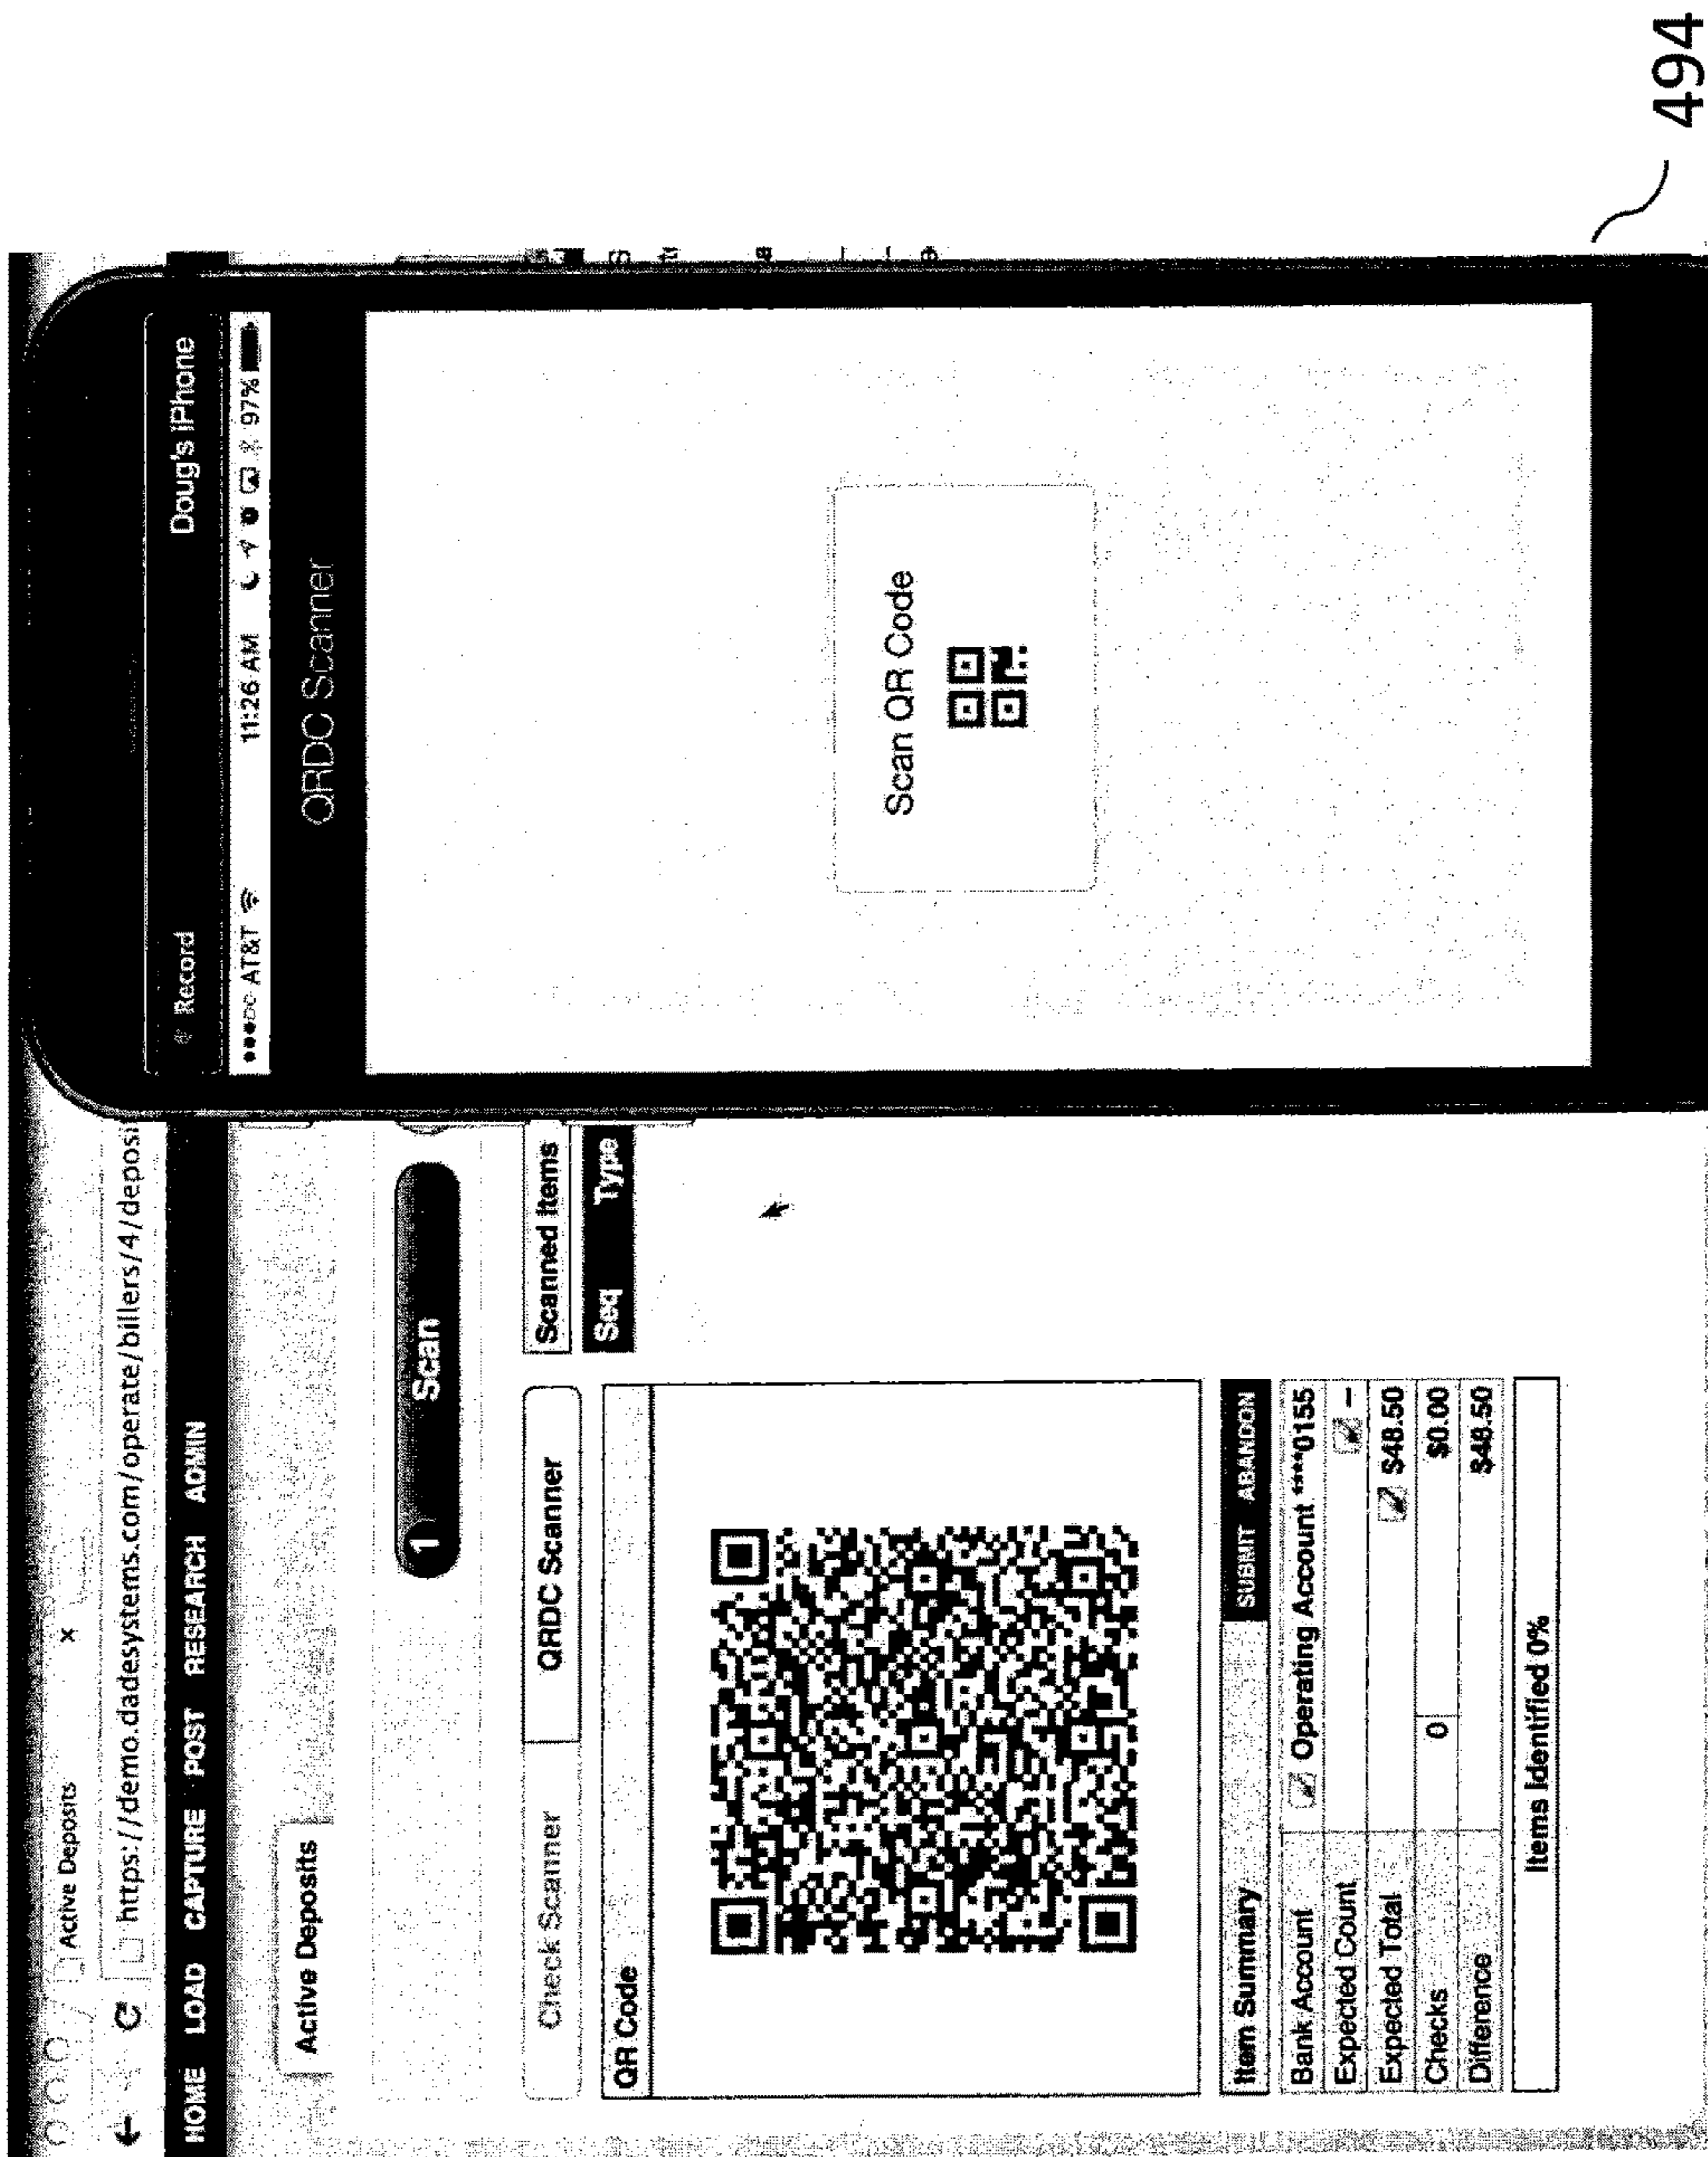 Active Deposits ×
https://demo.dadesystems.com/operate/billers/4/deposi
HOME LOAD CAPTURE POST RESEARCH ADMIN
Active Deposits
1 Scan
Check Scanner QRDC Scanner
Scanned Items
QR Code
Seq Type
Item Summary SUBMIT ABANDON
Bank Account Operating Account ****0155
Expected Count –
Expected Total $48.50
Checks 0 $0.00
Difference $48.50
Items identified 0%
Record Doug's iPhone
AT&T 11:26 AM 97%
QRDC Scanner
Scan QR Code
494